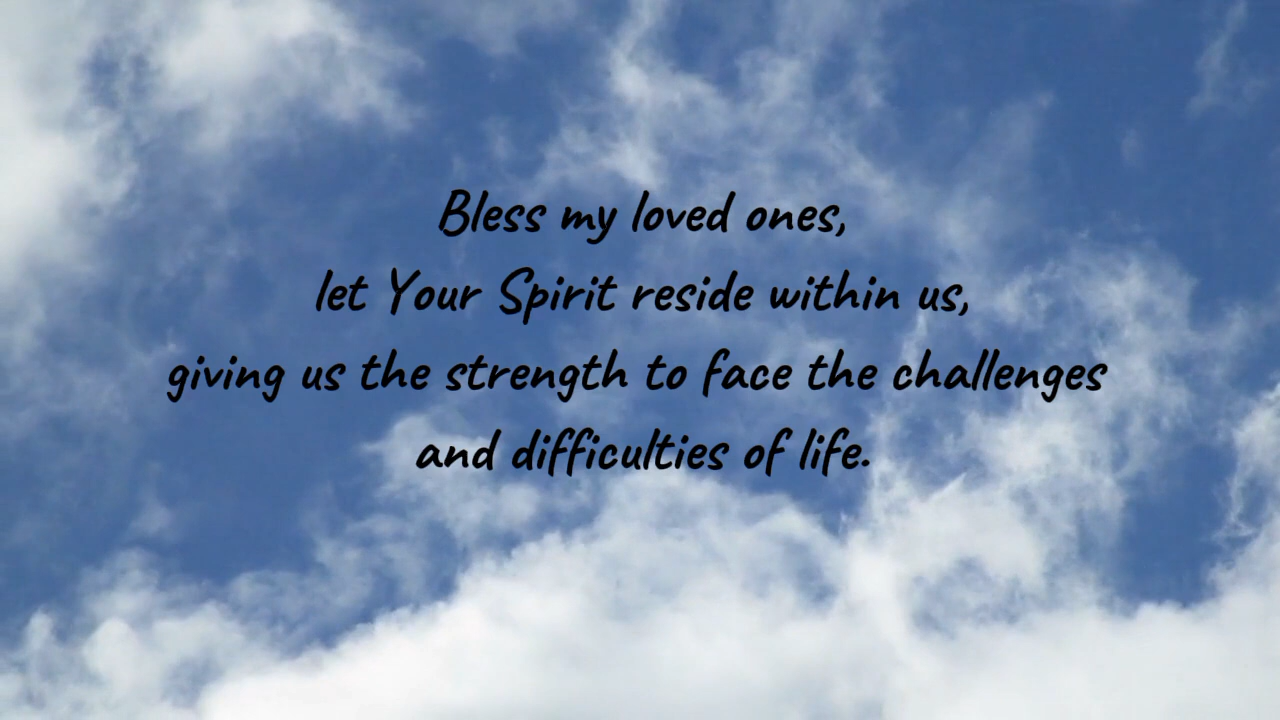 Bless my loved ones,
let Your Spirit reside within us,
giving us the strength to face the challenges
and difficulties of life.